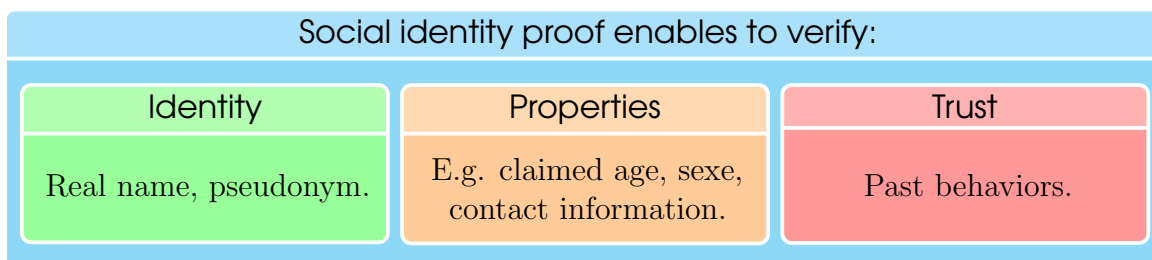 Social identity proof enables to verify:
Identity
Real name, pseudonym.
Properties
E.g. claimed age, sexe,
contact information.
Trust
Past behaviors.